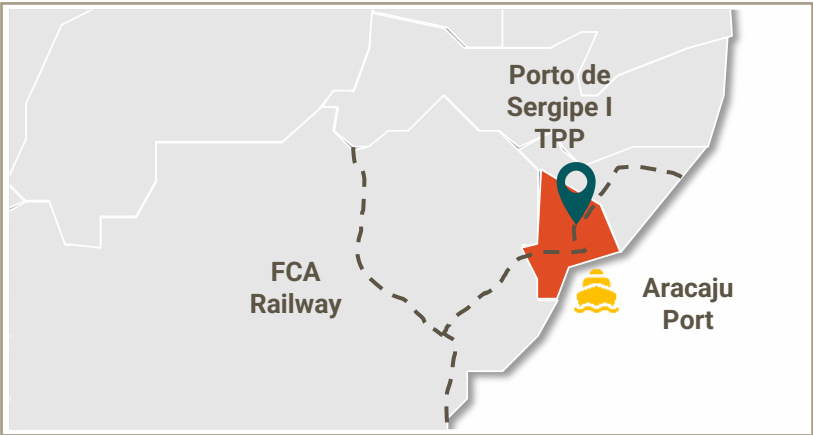 Porto de
Sergipe I
TPP
FCA
Railway
Aracaju
Port